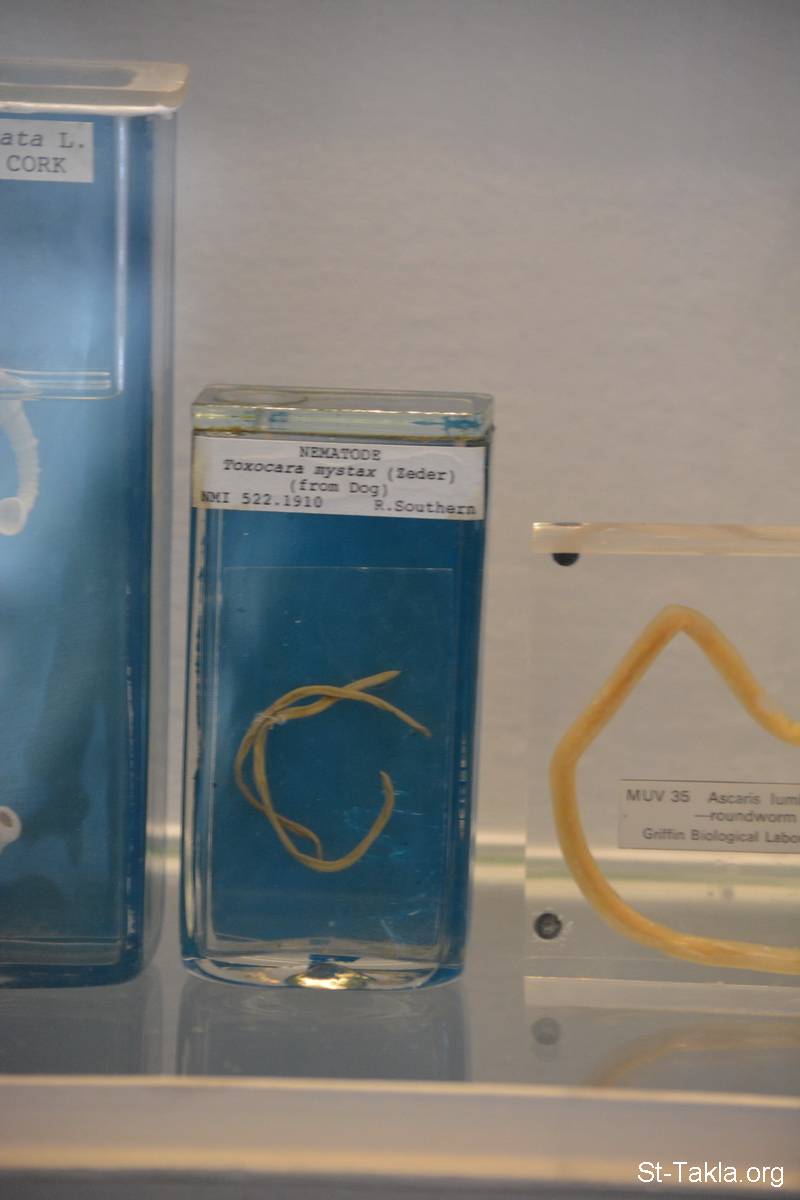 ata L.
CORK
NEMATODE
Toxocara mystax (Zeder)
(from Dog)
NMI 522.1910 R.Southern
MUV 35 Ascaris lum
—roundworm
Griffin Biological Labo
St-Takla.org